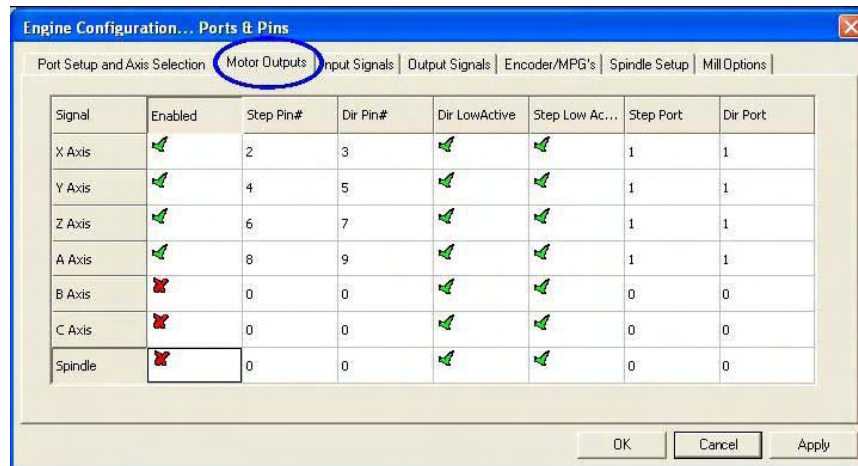 Engine Configuration... Ports & Pins
Port Setup and Axis Selection Motor Outputs Input Signals Output Signals Encoder/MPG's Spindle Setup Mill Options
Signal Enabled Step Pin# Dir Pin# Dir LowActive Step Low Ac... Step Port Dir Port
X Axis 2 3 1 1
Y Axis 4 5 1 1
Z Axis 6 7 1 1
A Axis 8 9 1 1
B Axis 0 0 0 0
C Axis 0 0 0 0
Spindle 0 0 0 0
OK Cancel Apply